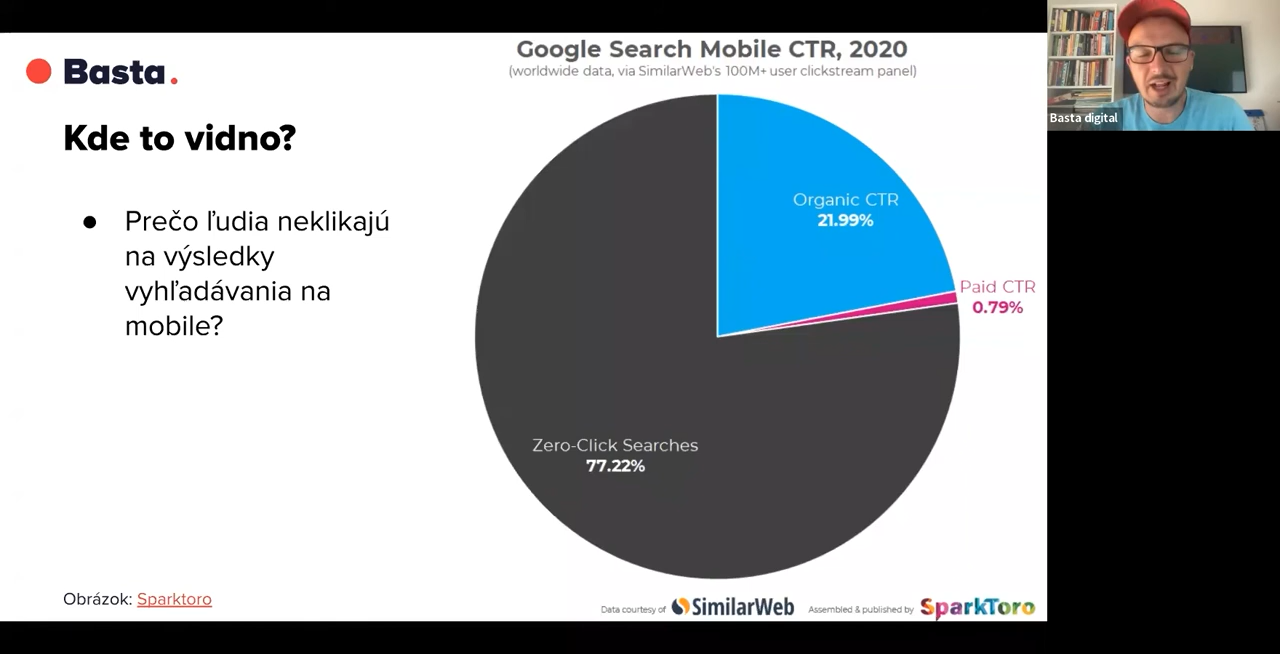 Basta.
Kde to vidno?
● Prečo ľudia neklikajú
na výsledky
vyhľadávania na
mobile?
Obrázok: Sparktoro
Google Search Mobile CTR, 2020
(worldwide data, via SimilarWeb's 100M+ user clickstream panel)
Organic CTR
21.99%
Paid CTR
0.79%
Zero-Click Searches
77.22%
Data courtesy of SimilarWeb Assembled & published by SparkToro
Basta digital